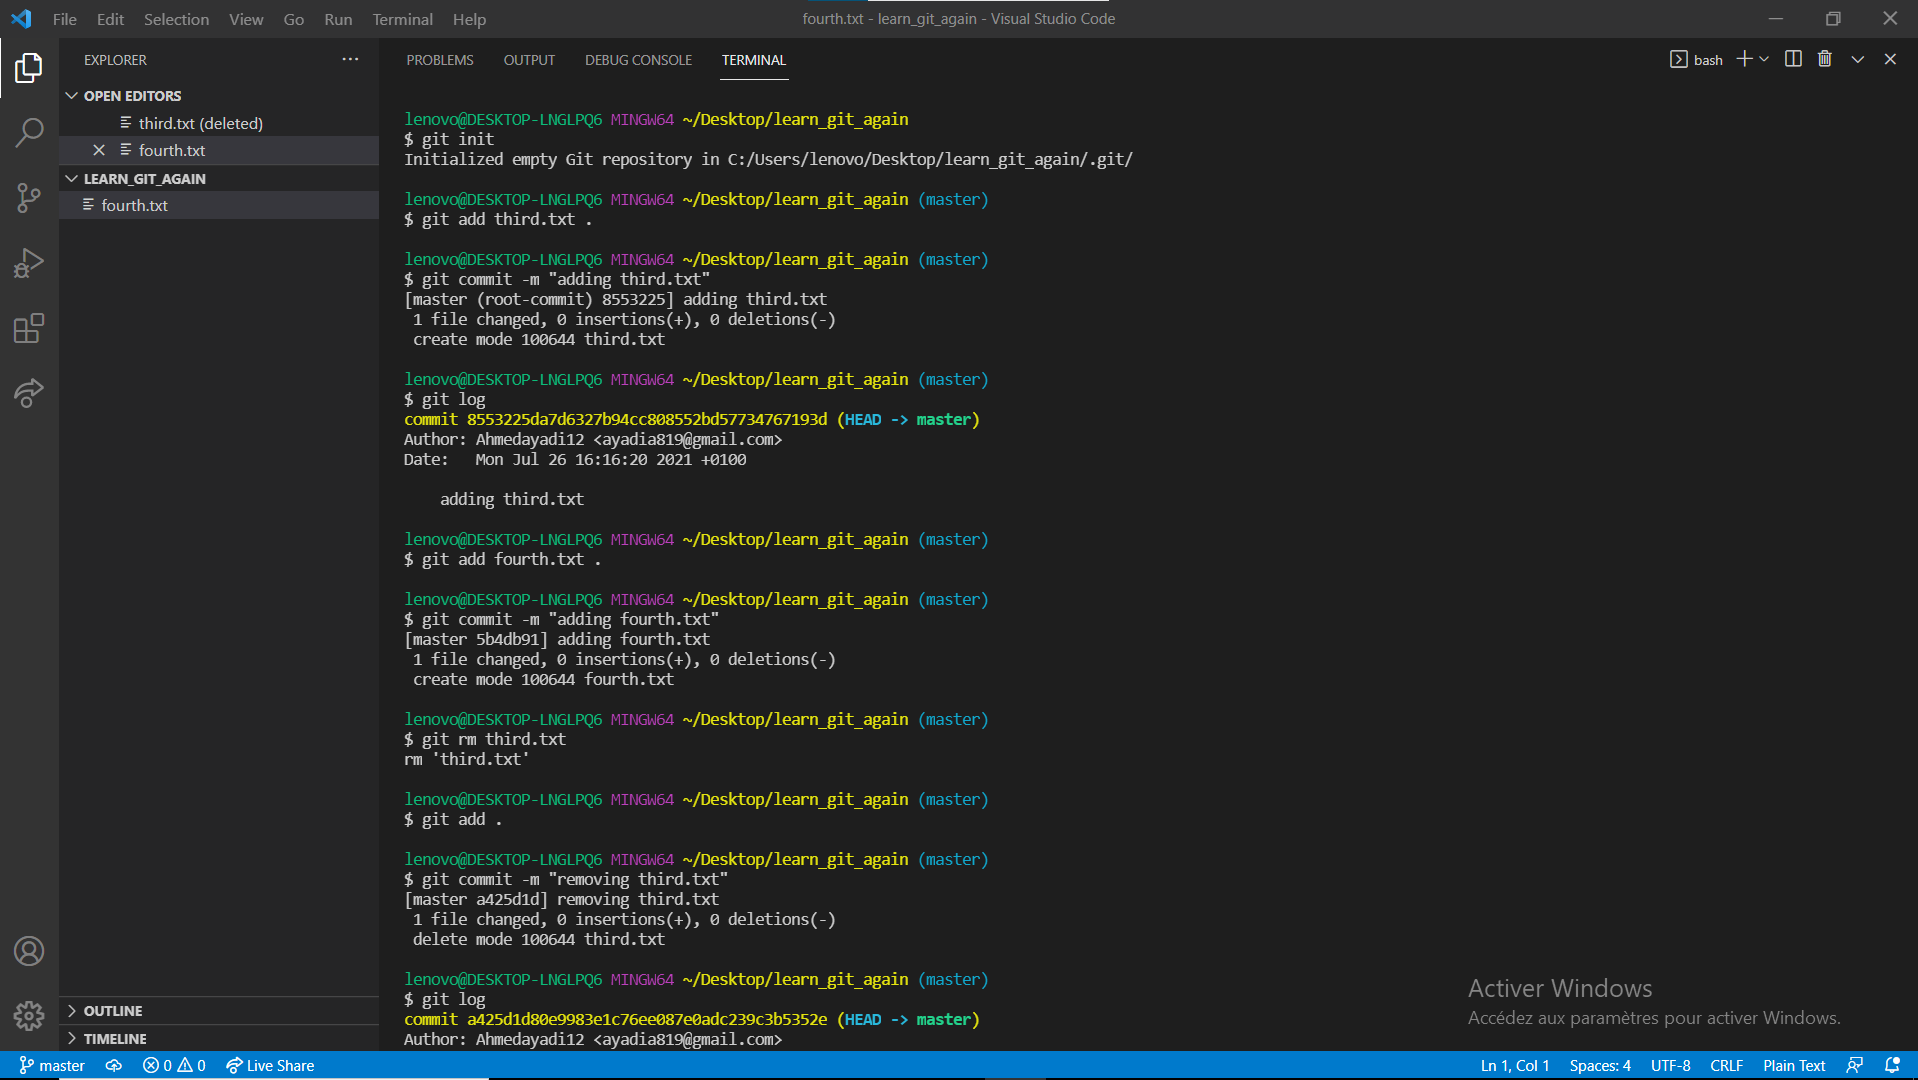 File Edit Selection View Go Run Terminal Help
fourth.txt - learn_git_again - Visual Studio Code
EXPLORER
OPEN EDITORS
third.txt (deleted)
fourth.txt
LEARN_GIT_AGAIN
fourth.txt
OUTLINE
TIMELINE
PROBLEMS OUTPUT DEBUG CONSOLE TERMINAL
bash
lenovo@DESKTOP-LNGLPQ6 MINGW64 ~/Desktop/learn_git_again
$ git init
Initialized empty Git repository in C:/Users/lenovo/Desktop/learn_git_again/.git/
lenovo@DESKTOP-LNGLPQ6 MINGW64 ~/Desktop/learn_git_again (master)
$ git add third.txt .
lenovo@DESKTOP-LNGLPQ6 MINGW64 ~/Desktop/learn_git_again (master)
$ git commit -m "adding third.txt"
[master (root-commit) 8553225] adding third.txt
1 file changed, 0 insertions(+), 0 deletions(-)
create mode 100644 third.txt
lenovo@DESKTOP-LNGLPQ6 MINGW64 ~/Desktop/learn_git_again (master)
$ git log
commit 8553225da7d6327b94cc808552bd57734767193d (HEAD -> master)
Author: Ahmedayadi12 <ayadia819@gmail.com>
Date:   Mon Jul 26 16:16:20 2021 +0100
adding third.txt
lenovo@DESKTOP-LNGLPQ6 MINGW64 ~/Desktop/learn_git_again (master)
$ git add fourth.txt .
lenovo@DESKTOP-LNGLPQ6 MINGW64 ~/Desktop/learn_git_again (master)
$ git commit -m "adding fourth.txt"
[master 5b4db91] adding fourth.txt
1 file changed, 0 insertions(+), 0 deletions(-)
create mode 100644 fourth.txt
lenovo@DESKTOP-LNGLPQ6 MINGW64 ~/Desktop/learn_git_again (master)
$ git rm third.txt
rm 'third.txt'
lenovo@DESKTOP-LNGLPQ6 MINGW64 ~/Desktop/learn_git_again (master)
$ git add .
lenovo@DESKTOP-LNGLPQ6 MINGW64 ~/Desktop/learn_git_again (master)
$ git commit -m "removing third.txt"
[master a425d1d] removing third.txt
1 file changed, 0 insertions(+), 0 deletions(-)
delete mode 100644 third.txt
lenovo@DESKTOP-LNGLPQ6 MINGW64 ~/Desktop/learn_git_again (master)
$ git log
commit a425d1d80e9983e1c76ee087e0adc239c3b5352e (HEAD -> master)
Author: Ahmedayadi12 <ayadia819@gmail.com>
Activer Windows
Accédez aux paramètres pour activer Windows.
master 0 0 Live Share
Ln 1, Col 1 Spaces: 4 UTF-8 CRLF Plain Text